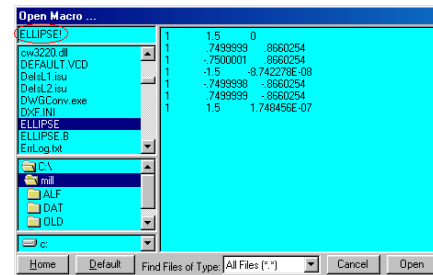 Open Macro ...
ELLIPSE!
cw3220.dll
DEFAULT.VCD
DelsL1.isu
DelsL2.isu
DWGConv.exe
DXF.INI
ELLIPSE
ELLIPSE.B
ErrLog.txt
1 1.5 0
1 .7499999 .8660254
1 -.7500001 .8660254
1 -1.5 -8.742278E-08
1 -.7499998 -.8660254
1 .7499999 -.8660254
1 1.5 1.748456E-07
C:\
mill
ALF
DAT
OLD
c:
Home Default Find Files of Type: All Files (*.*) Cancel Open